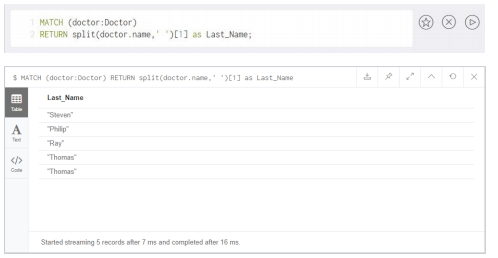 1 MATCH (doctor:Doctor)
2 RETURN split(doctor.name,' ')[1] as Last_Name;
$ MATCH (doctor:Doctor) RETURN split(doctor.name,' ')[1] as Last_Name
Table
Text
Code
Last_Name
"Steven"
"Philip"
"Ray"
"Thomas"
"Thomas"
Started streaming 5 records after 7 ms and completed after 16 ms.